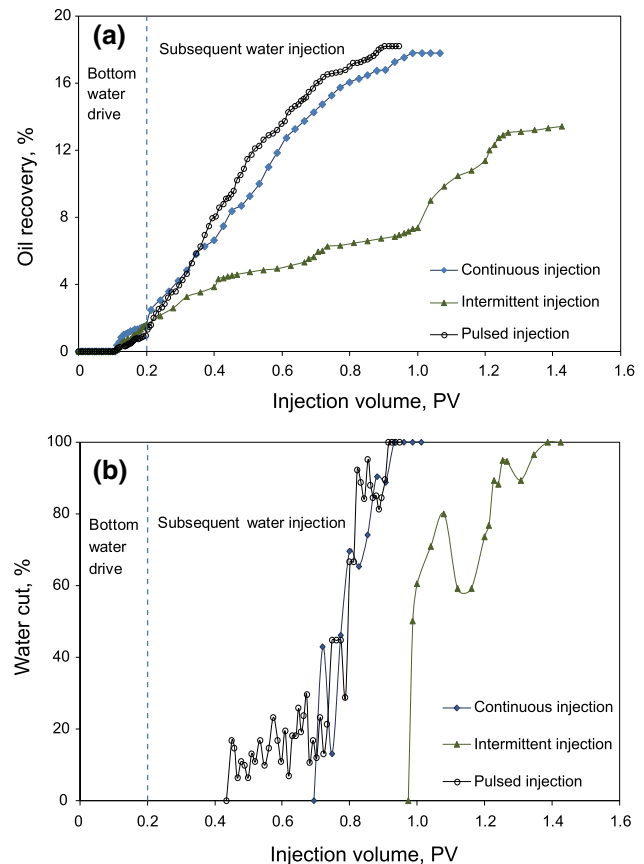 (a)
Subsequent water injection
Bottom
water
drive
20
16
12
8
4
0
Oil recovery, %
Continuous injection
Intermittent injection
Pulsed injection
0 0.2 0.4 0.6 0.8 1.0 1.2 1.4 1.6
Injection volume, PV
(b)
Bottom
water
drive
Subsequent water injection
100
80
60
40
20
0
Water cut, %
Continuous injection
Intermittent injection
Pulsed injection
0 0.2 0.4 0.6 0.8 1 1.2 1.4 1.6
Injection volume, PV